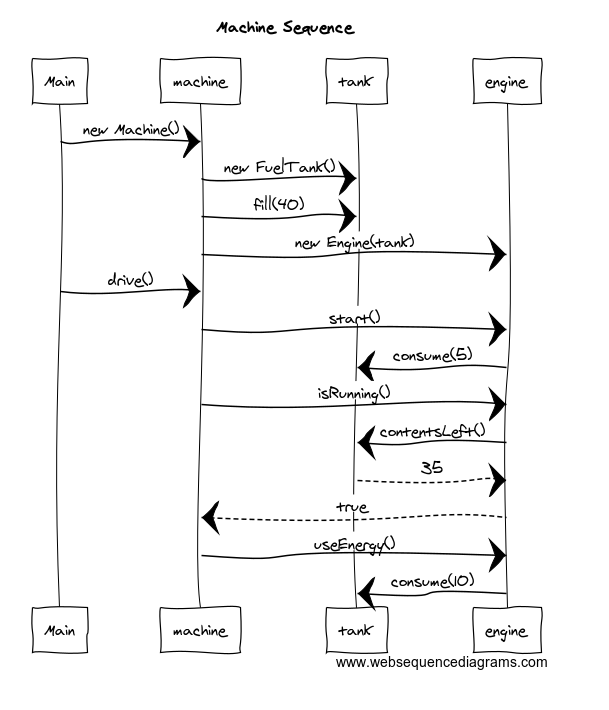 Machine Sequence
Main machine tank engine
new Machine()
new FuelTank()
fill(40)
new Engine(tank)
drive()
start()
consume(5)
isRunning()
contentsLeft()
35
true
useEnergy()
consume(10)
Main machine tank engine
www.websequencediagrams.com